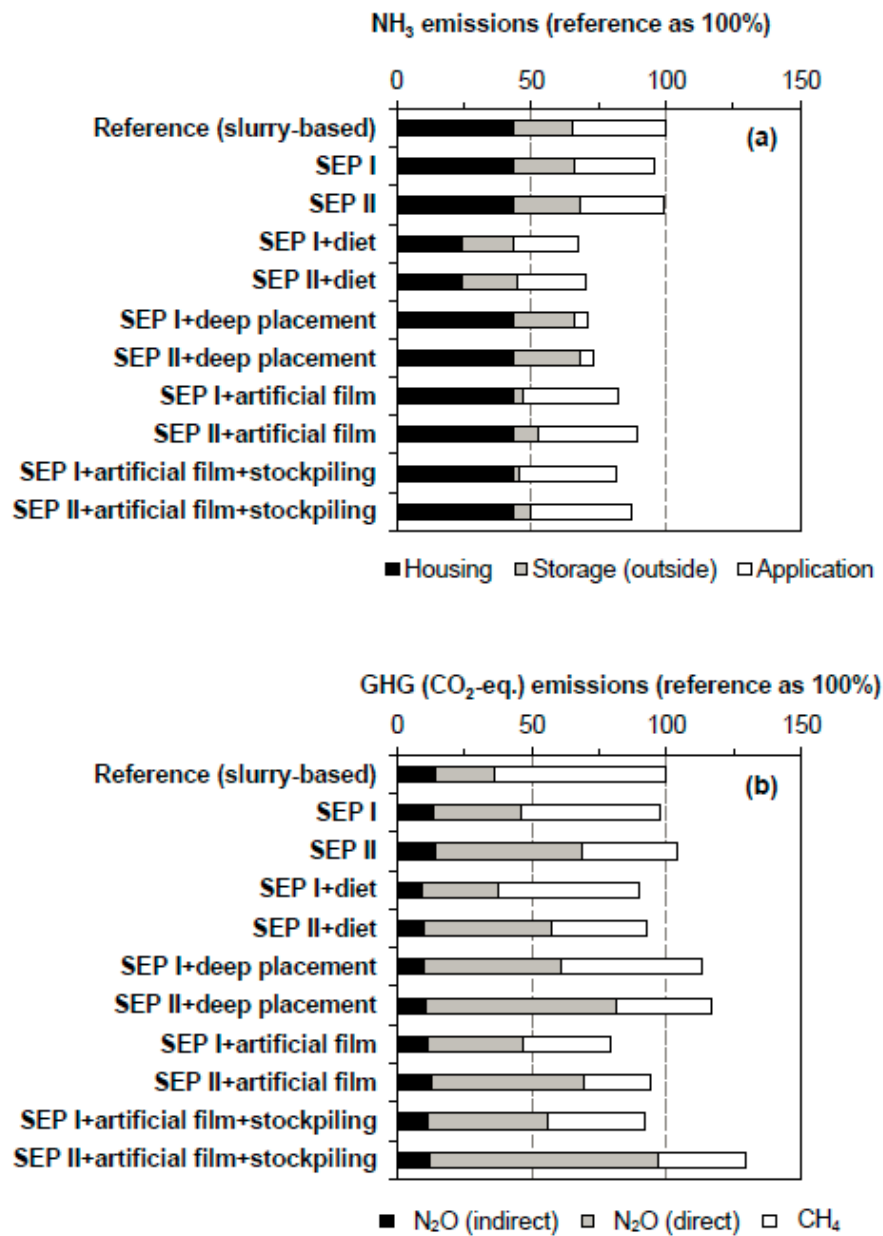 NH₃ emissions (reference as 100%)
0 50 100 150
Reference (slurry-based)
(a)
SEP I
SEP II
SEP I+diet
SEP II+diet
SEP I+deep placement
SEP II+deep placement
SEP I+artificial film
SEP II+artificial film
SEP I+artificial film+stockpiling
SEP II+artificial film+stockpiling
Housing Storage (outside) Application
GHG (CO₂-eq.) emissions (reference as 100%)
0 50 100 150
Reference (slurry-based)
(b)
SEP I
SEP II
SEP I+diet
SEP II+diet
SEP I+deep placement
SEP II+deep placement
SEP I+artificial film
SEP II+artificial film
SEP I+artificial film+stockpiling
SEP II+artificial film+stockpiling
N₂O (indirect) N₂O (direct) CH₄